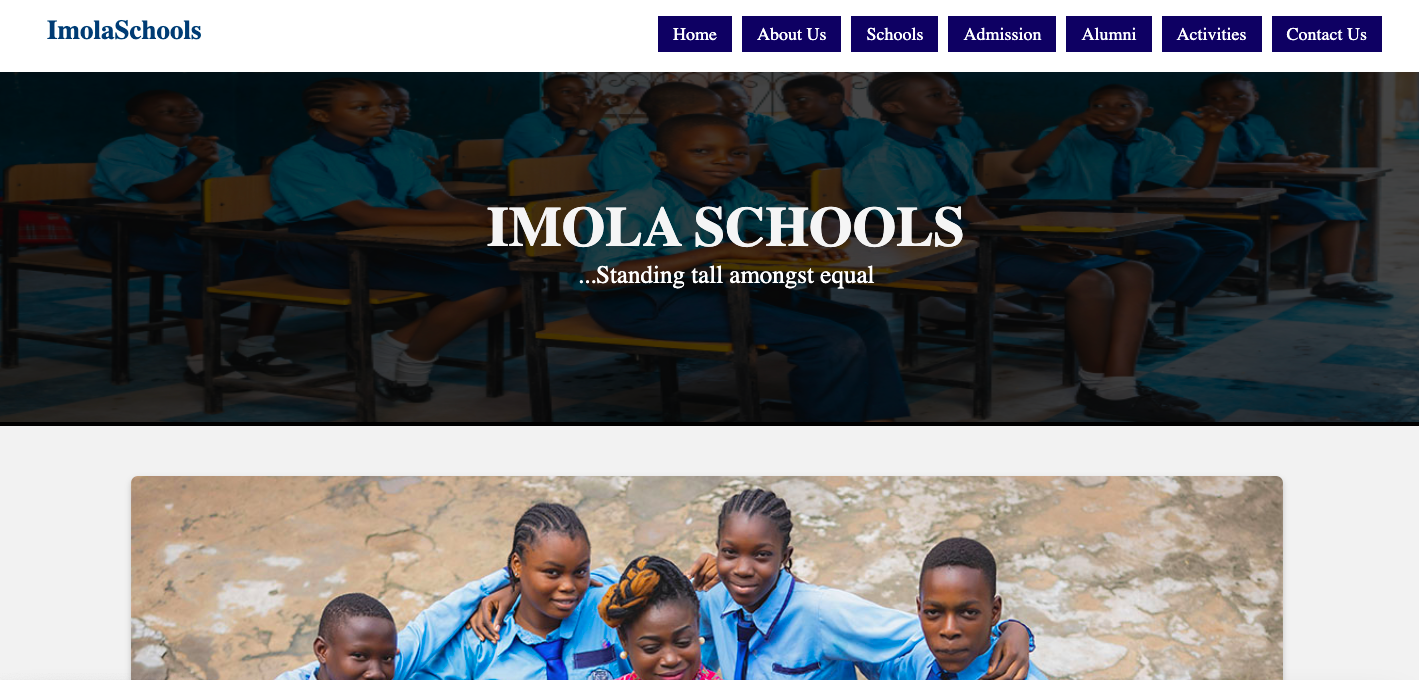 ImolaSchools
Home About Us Schools Admission Alumni Activities Contact Us
IMOLA SCHOOLS
...Standing tall amongst equal